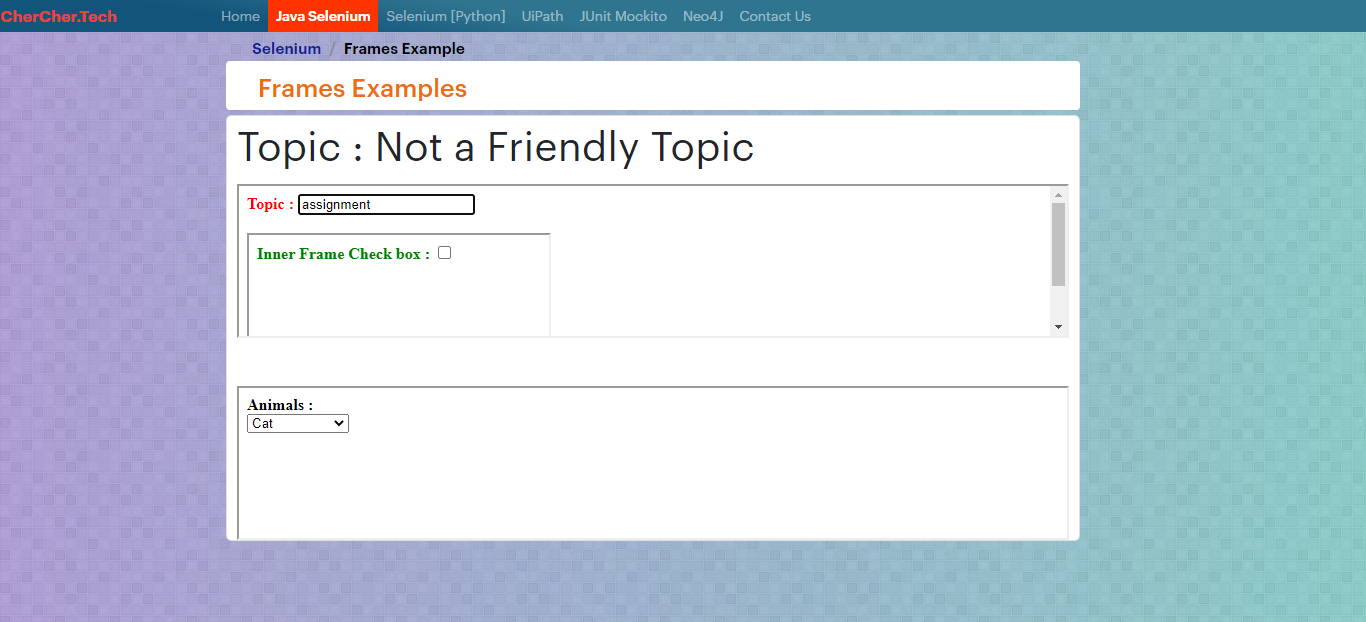 CherCher.Tech Home Java Selenium Selenium [Python] UiPath JUnit Mockito Neo4J Contact Us
Selenium / Frames Example
Frames Examples
Topic : Not a Friendly Topic
Topic : assignment
Inner Frame Check box :
Animals :
Cat